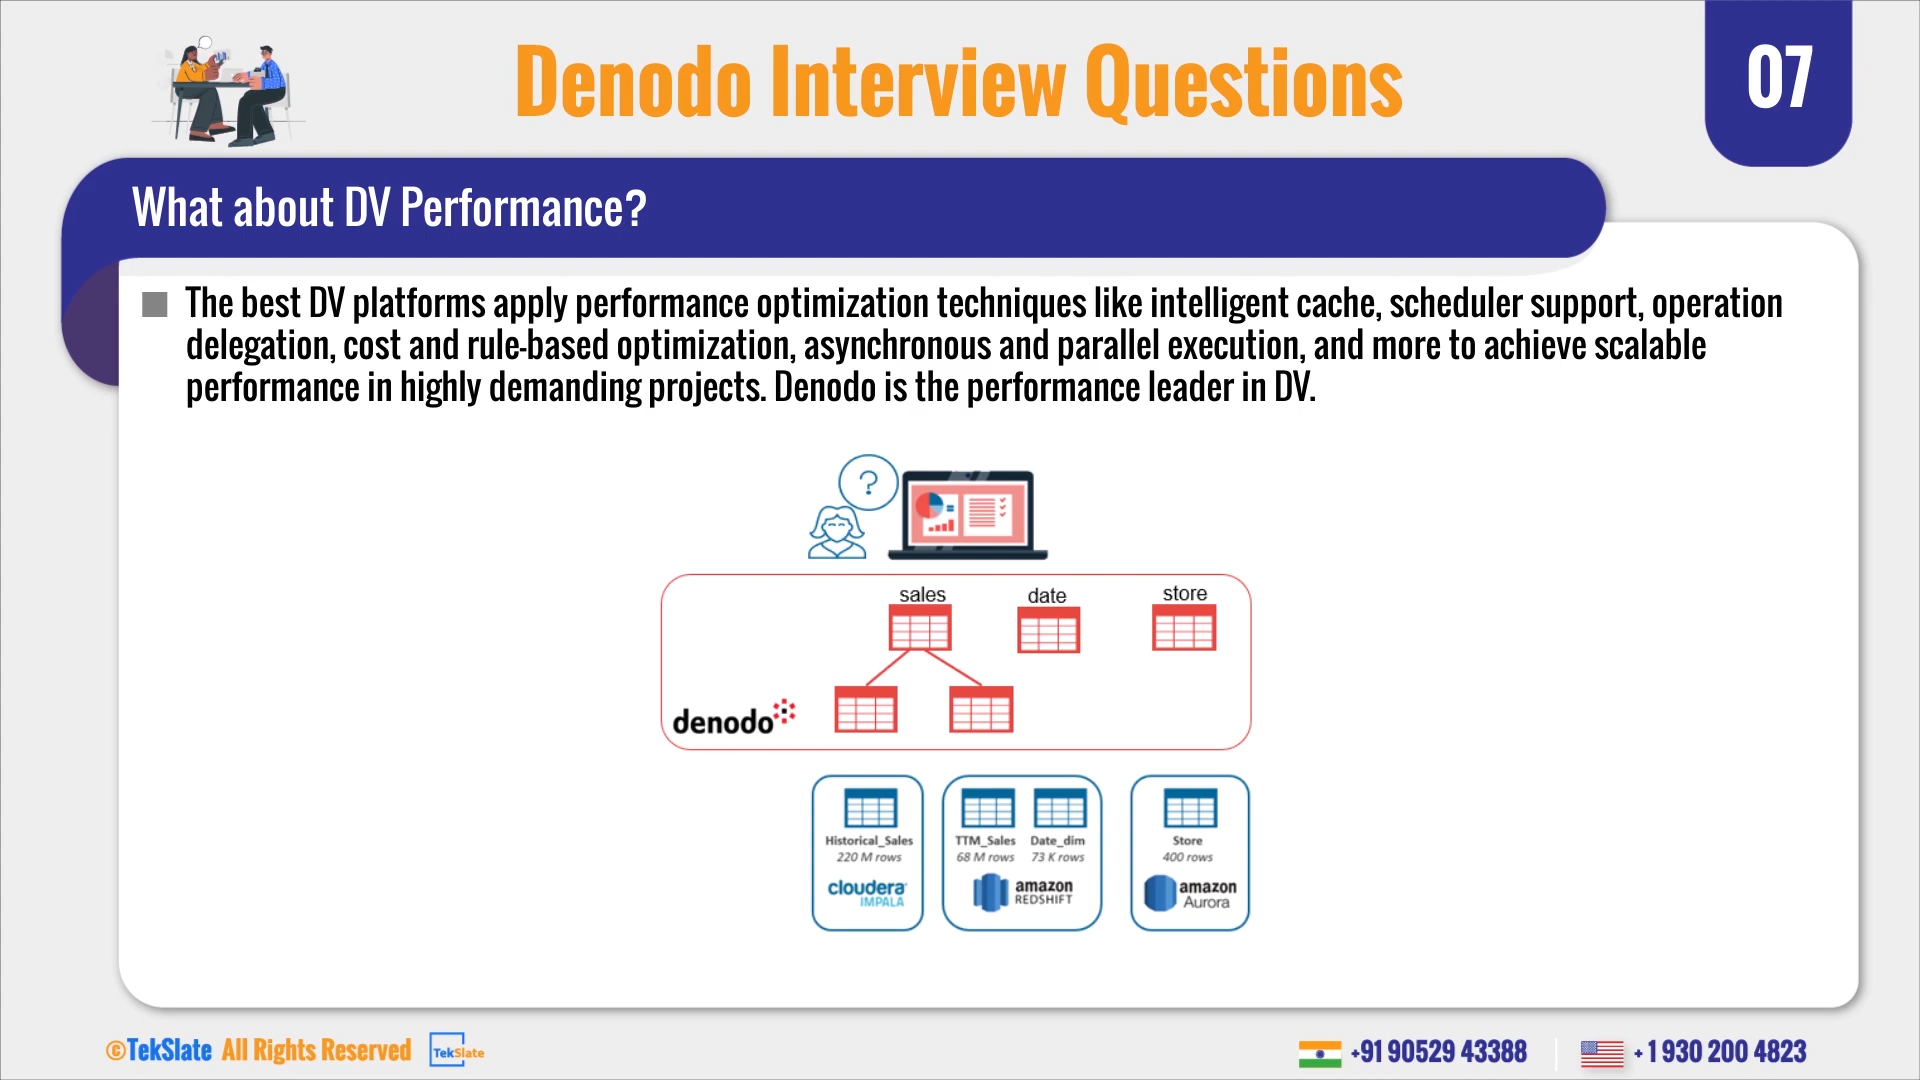 Denodo Interview Questions
07
What about DV Performance?
The best DV platforms apply performance optimization techniques like intelligent cache, scheduler support, operation
delegation, cost and rule-based optimization, asynchronous and parallel execution, and more to achieve scalable
performance in highly demanding projects. Denodo is the performance leader in DV.
?
sales date store
denodo
Historical_Sales TTM_Sales Date_dim Store
220 M rows 68 M rows 73 K rows 400 rows
cloudera amazon amazon
IMPALA REDSHIFT Aurora
©TekSlate All Rights Reserved TekSlate +91 90529 43388 +1 930 200 4823